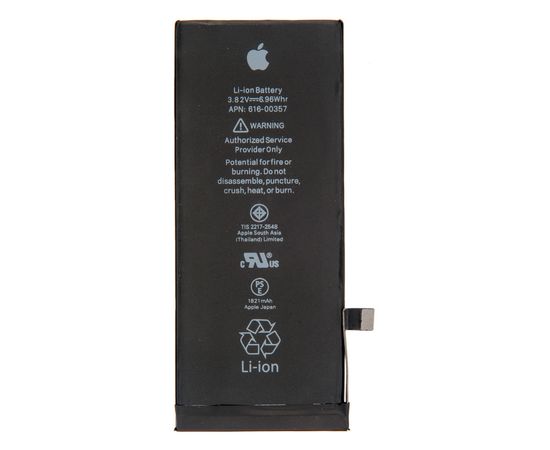 Li-ion Battery
3.82V⎓6.96Whr
APN: 616-00357
WARNING
Authorized Service
Provider Only
Potential for fire or
burning. Do not
disassemble, puncture,
crush, heat, or burn.
TIS 2217-2548
Apple South Asia
(Thailand) Limited
c RU us
PS
E
1821mAh
Apple Japan
Li-ion